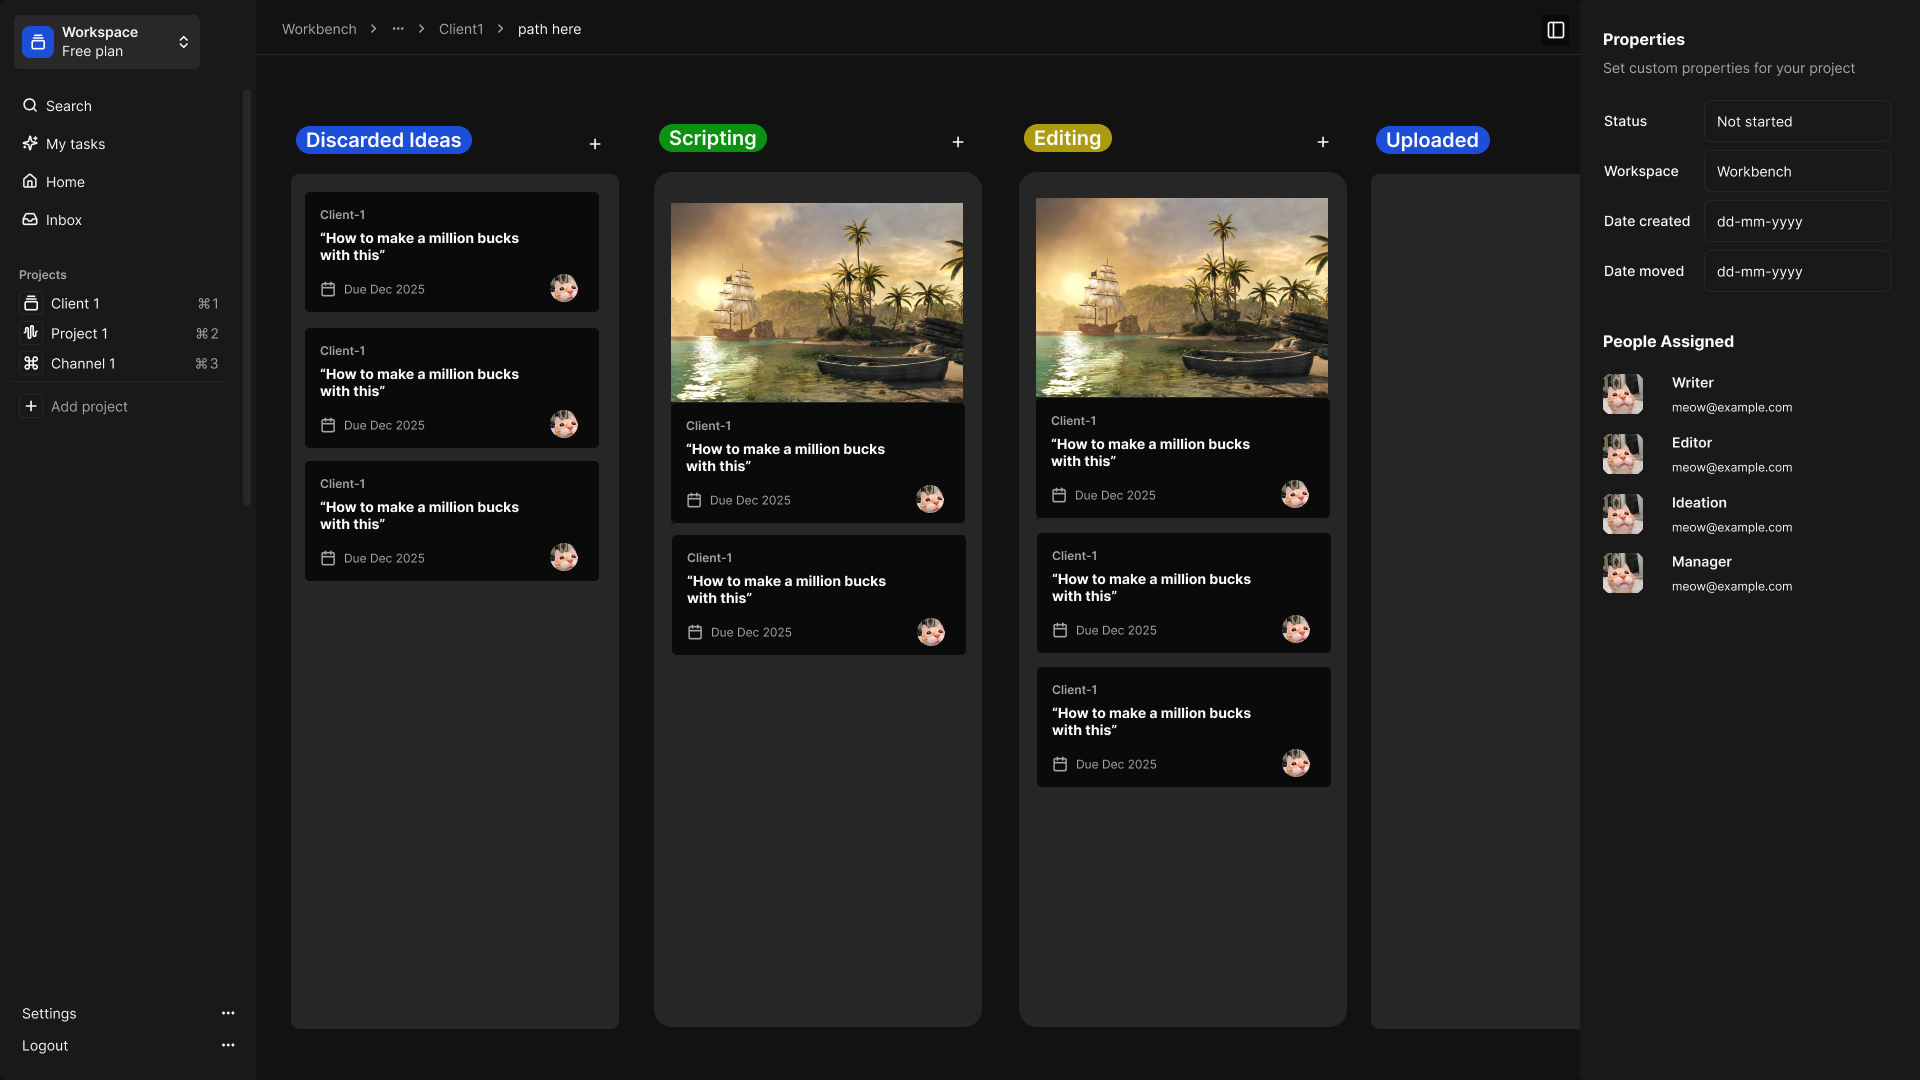 Workspace
Free plan
Search
My tasks
Home
Inbox
Projects
Client 1 ⌘1
Project 1 ⌘2
Channel 1 ⌘3
Add project
Settings
Logout
Workbench > ··· > Client1 > path here
Discarded Ideas
Client-1
“How to make a million bucks
with this”
Due Dec 2025
Client-1
“How to make a million bucks
with this”
Due Dec 2025
Client-1
“How to make a million bucks
with this”
Due Dec 2025
Scripting
Client-1
“How to make a million bucks
with this”
Due Dec 2025
Client-1
“How to make a million bucks
with this”
Due Dec 2025
Editing
Client-1
“How to make a million bucks
with this”
Due Dec 2025
Client-1
“How to make a million bucks
with this”
Due Dec 2025
Client-1
“How to make a million bucks
with this”
Due Dec 2025
Uploaded
Properties
Set custom properties for your project
Status Not started
Workspace Workbench
Date created dd-mm-yyyy
Date moved dd-mm-yyyy
People Assigned
Writer
meow@example.com
Editor
meow@example.com
Ideation
meow@example.com
Manager
meow@example.com